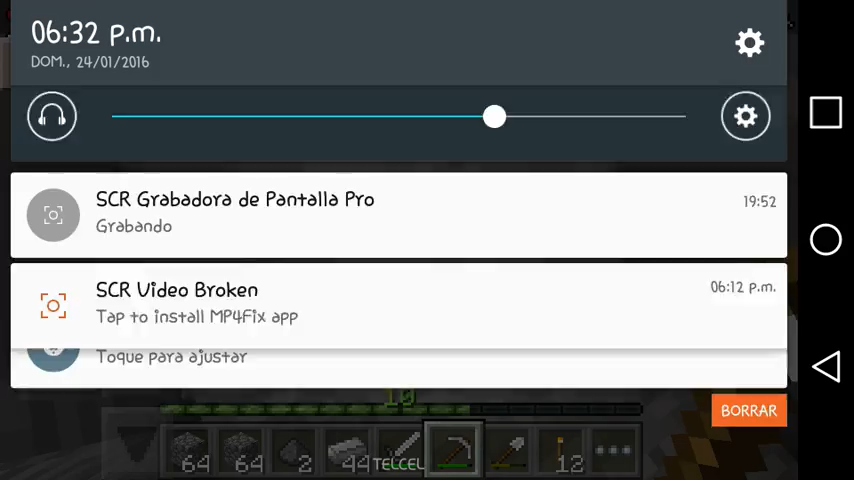 06:32 p.m.
DOM., 24/01/2016
SCR Grabadora de Pantalla Pro
19:52
Grabando
SCR Video Broken
06:12 p.m.
Tap to install MP4Fix app
Toque para ajustar
BORRAR
10
64
64
2
44
TELCEL
12